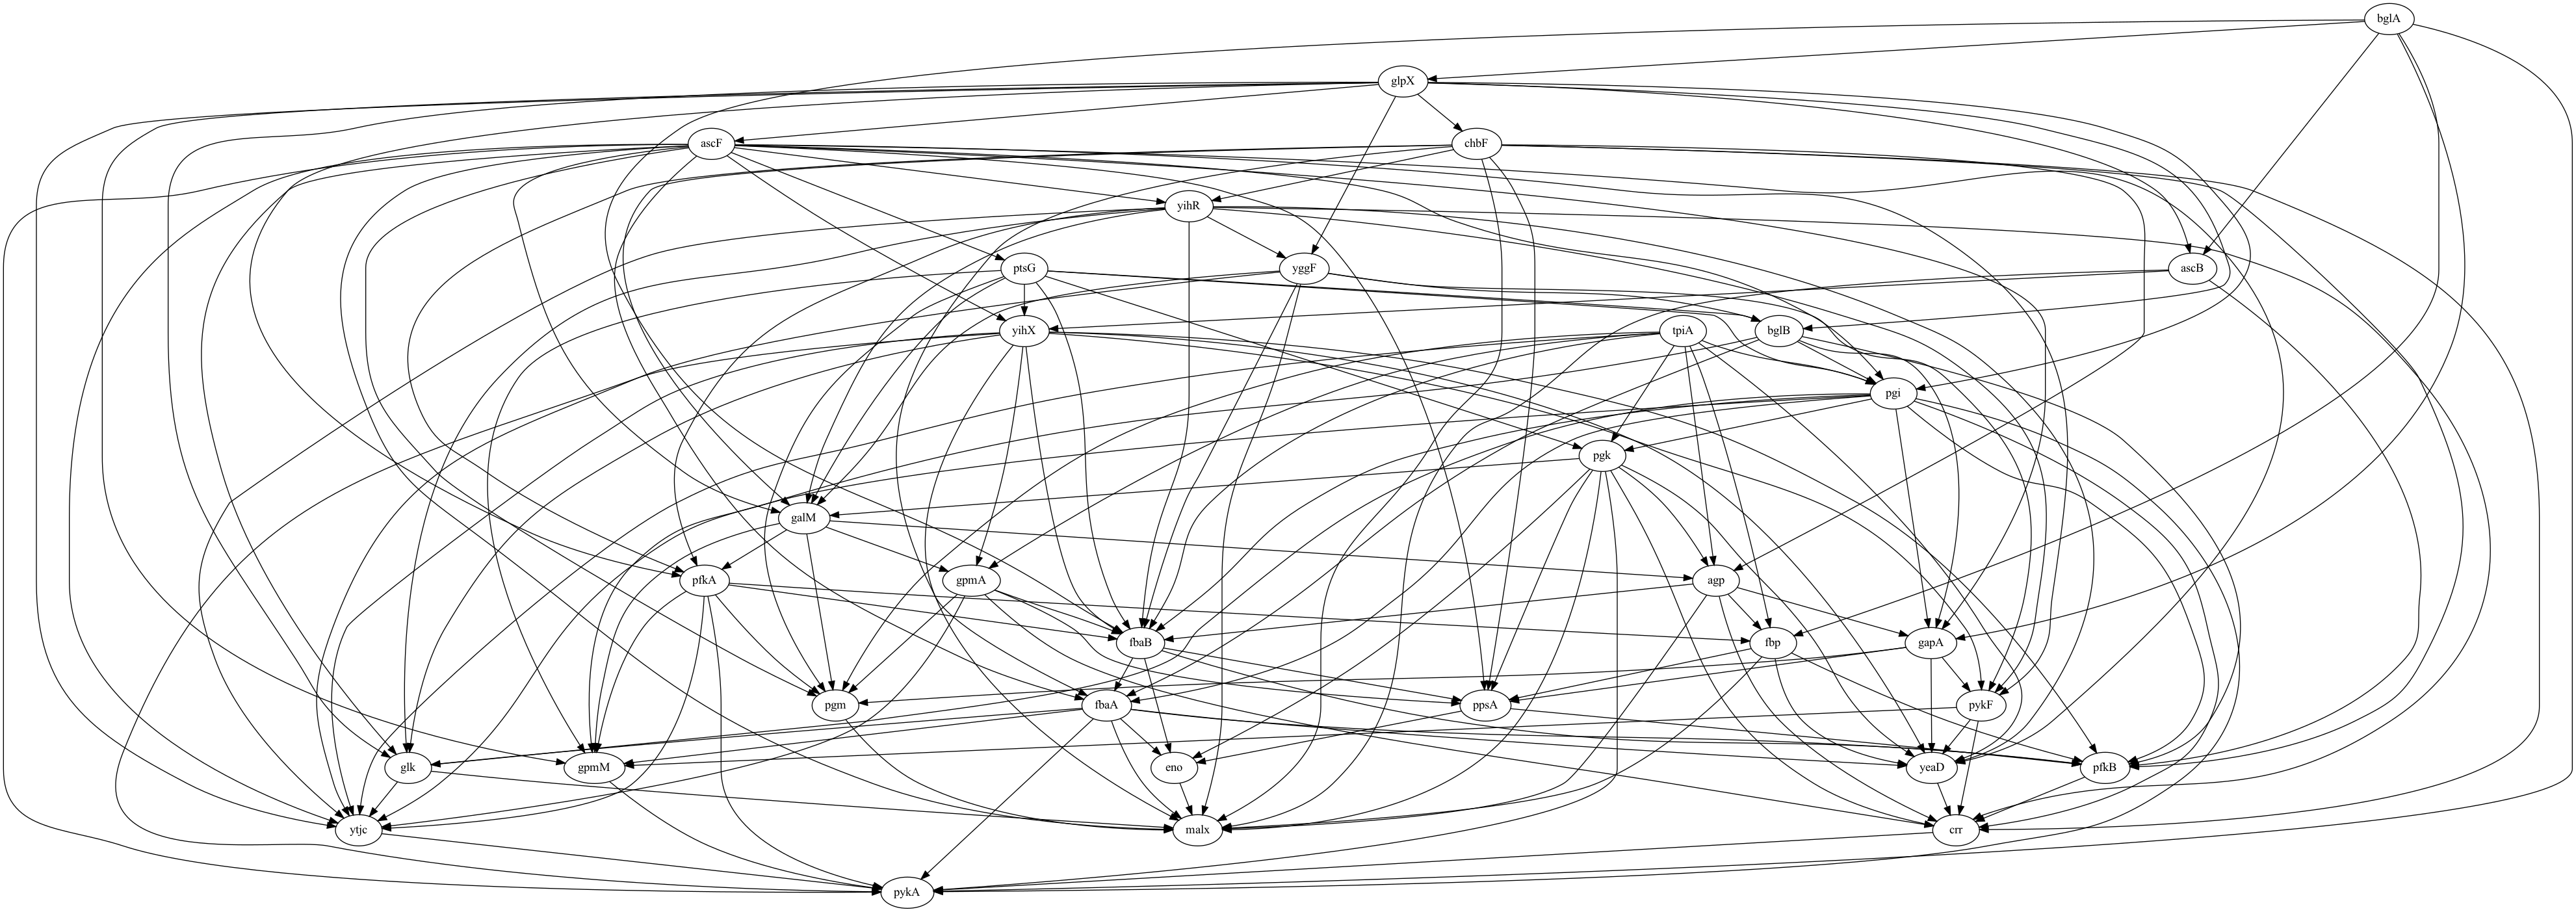 bglA
glpX
ascF
chbF
yihR
ptsG
yggF
ascB
yihX
tpiA
bglB
pgi
pgk
galM
pfkA
gpmA
agp
fbaB
fbp
gapA
pgm
fbaA
ppsA
pykF
glk
gpmM
eno
yeaD
pfkB
ytjc
malx
crr
pykA